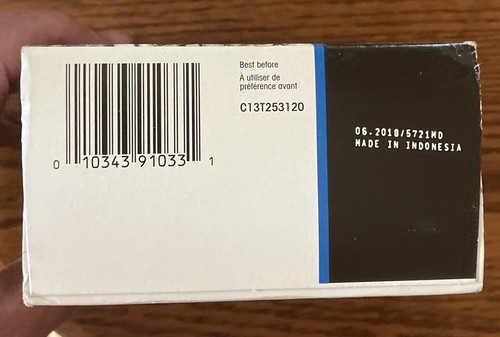 Best before
À utiliser de
préférence avant
C13T253120
0 10343 91033 1
06.2018/5721MD
MADE IN INDONESIA